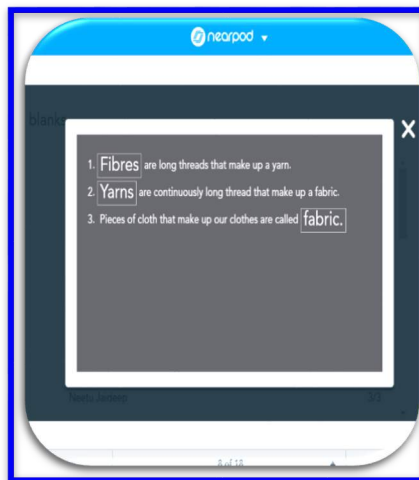 nearpod
blanks
1. Fibres are long threads that make up a yarn.
2. Yarns are continuously long thread that make up a fabric.
3. Pieces of cloth that make up our clothes are called fabric.
3/3